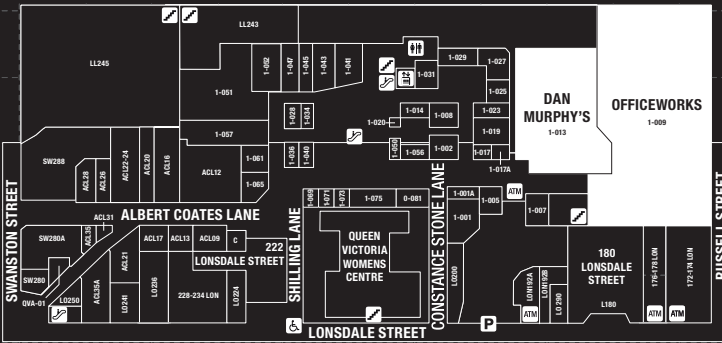 LL243
LL245
1-051
1-052
1-047
1-045
1-043
1-041
1-031
1-029
1-027
1-025
DAN
MURPHY'S
1-013
OFFICEWORKS
1-009
1-028
1-034
1-020
1-014
1-008
1-023
1-019
1-057
1-036
1-040
1-050
1-056
1-002
1-017
1-017A
SW288
ACL28
ACL26
ACL22-24
ACL20
ACL16
ACL12
1-061
1-065
SWANSTON STREET
ALBERT COATES LANE
SHILLING LANE
CONSTANCE STONE LANE
RUSSELL STREET
1-069
1-071
1-073
1-075
0-081
1-001A
1-001
1-005
ATM
1-007
ACL31
SW280A
ACL35
ACL17
ACL13
ACL09
C
222
LONSDALE STREET
QUEEN
VICTORIA
WOMENS
CENTRE
180
LONSDALE
STREET
176-178 LON
172-174 LON
SW280
QVA-01
LO250
ACL35A
ACL21
LO241
LO236
228-234 LON
LO224
LO200
LON192A
LON192B
LO 290
L180
ATM
ATM
ATM
P
LONSDALE STREET